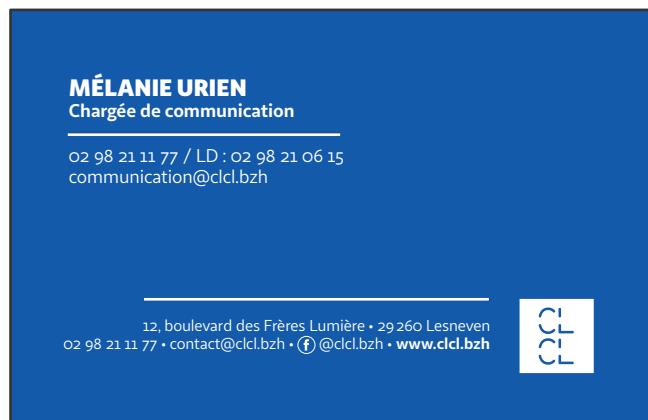 MÉLANIE URIEN
Chargée de communication
02 98 21 11 77 / LD : 02 98 21 06 15
communication@clcl.bzh
12, boulevard des Frères Lumière • 29 260 Lesneven
02 98 21 11 77 • contact@clcl.bzh • f @clcl.bzh • www.clcl.bzh
CL
CL